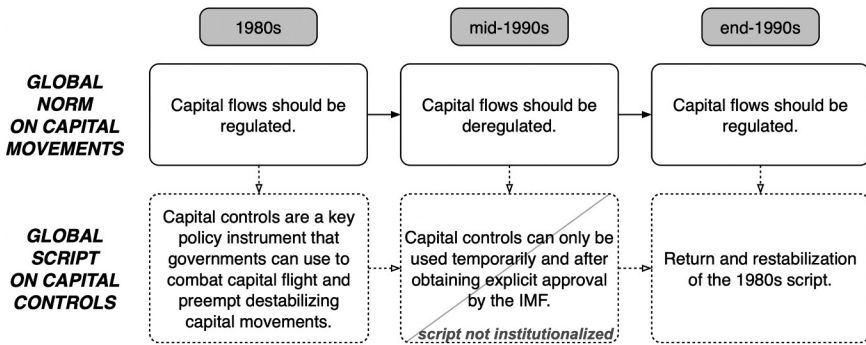 1980s
mid-1990s
end-1990s
GLOBAL
NORM
ON CAPITAL
MOVEMENTS
Capital flows should be
regulated.
Capital flows should be
deregulated.
Capital flows should be
regulated.
GLOBAL
SCRIPT
ON CAPITAL
CONTROLS
Capital controls are a key
policy instrument that
governments can use to
combat capital flight and
preempt destabilizing
capital movements.
Capital controls can only be
used temporarily and after
obtaining explicit approval
by the IMF.
script not institutionalized
Return and restabilization
of the 1980s script.